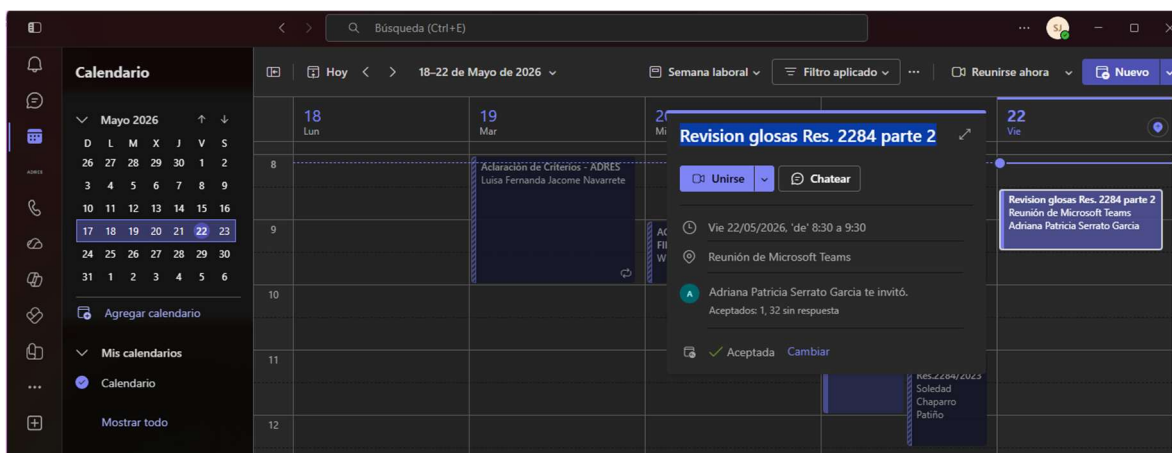 Búsqueda (Ctrl+E)
SJ
Calendario
Hoy
18–22 de Mayo de 2026
Semana laboral
Filtro aplicado
Reunirse ahora
Nuevo
Mayo 2026
D L M X J V S
26 27 28 29 30 1 2
3 4 5 6 7 8 9
10 11 12 13 14 15 16
17 18 19 20 21 22 23
24 25 26 27 28 29 30
31 1 2 3 4 5 6
ADRES
Agregar calendario
Mis calendarios
Calendario
Mostrar todo
18
Lun
19
Mar
22
Vie
8
9
10
11
12
Aclaración de Criterios - ADRES
Luisa Fernanda Jacome Navarrete
Revision glosas Res. 2284 parte 2
Unirse
Chatear
Vie 22/05/2026, 'de' 8:30 a 9:30
Reunión de Microsoft Teams
A
Adriana Patricia Serrato Garcia te invitó.
Aceptados: 1, 32 sin respuesta
Aceptada
Cambiar
Res.2284/2023
Soledad
Chaparro
Patiño
Revision glosas Res. 2284 parte 2
Reunión de Microsoft Teams
Adriana Patricia Serrato Garcia